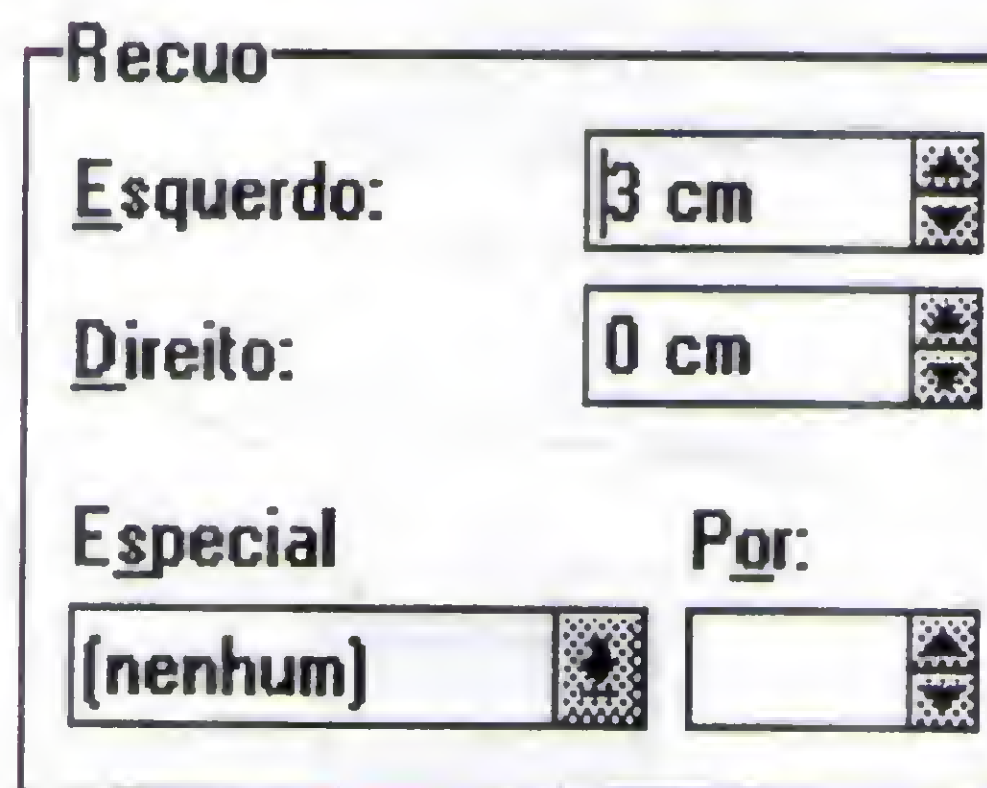 Recuo
Esquerdo: 3 cm
Direito: 0 cm
Especial Por:
(nenhum)